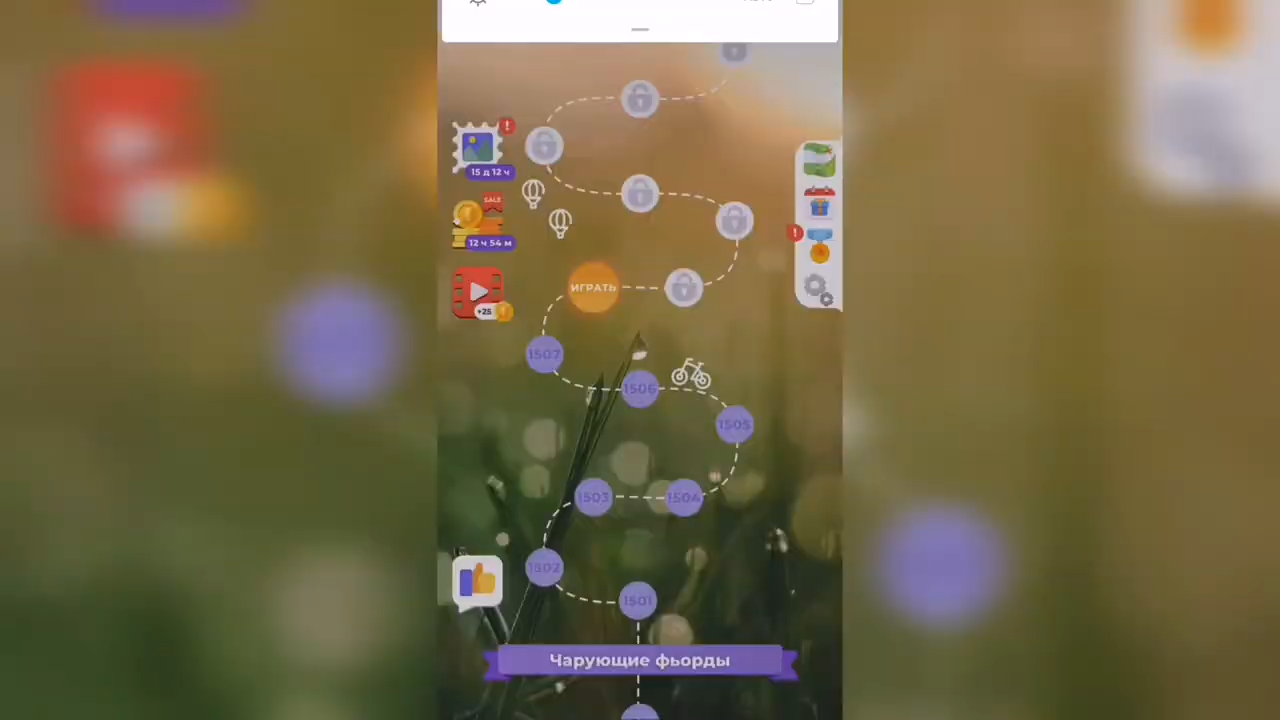 !
15 д 12 ч
SALE
12 ч 54 м
!
ИГРАТЬ
+25
1507
1506
1505
1503
1504
1502
1501
Чарующие фьорды